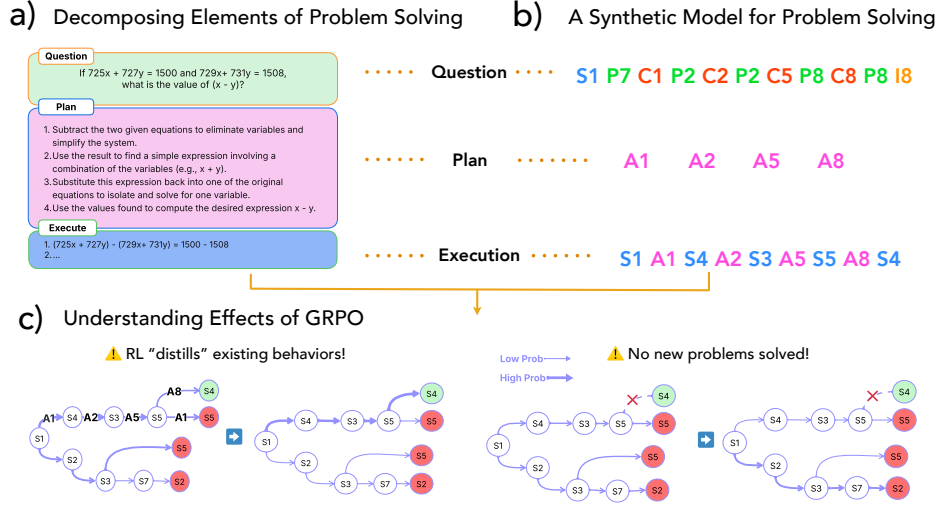 a) Decomposing Elements of Problem Solving
b) A Synthetic Model for Problem Solving
Question
If 725x + 727y = 1500 and 729x+ 731y = 1508,
what is the value of (x - y)?
Plan
1. Subtract the two given equations to eliminate variables and
simplify the system.
2.Use the result to find a simple expression involving a
combination of the variables (e.g., x + y).
3.Substitute this expression back into one of the original
equations to isolate and solve for one variable.
4.Use the values found to compute the desired expression x - y.
Execute
1. (725x + 727y) - (729x+ 731y) = 1500 - 1508
2. ...
Question
S1 P7 C1 P2 C2 P2 C5 P8 C8 P8 I8
Plan
A1 A2 A5 A8
Execution
S1 A1 S4 A2 S3 A5 S5 A8 S4
c) Understanding Effects of GRPO
RL “distills” existing behaviors!
Low Prob
High Prob
No new problems solved!
A8 S4
A1 S4 A2 S3 A5 S5 A1 S5
S1
S5
S2
S3 S7 S2
S4
S4 S3 S5 S5
S1
S5
S2
S3 S7 S2
S4
S4 S3 S5 S5
S1
S5
S2
S3 S7 S2
S4
S4 S3 S5 S5
S1
S5
S2
S3 S7 S2